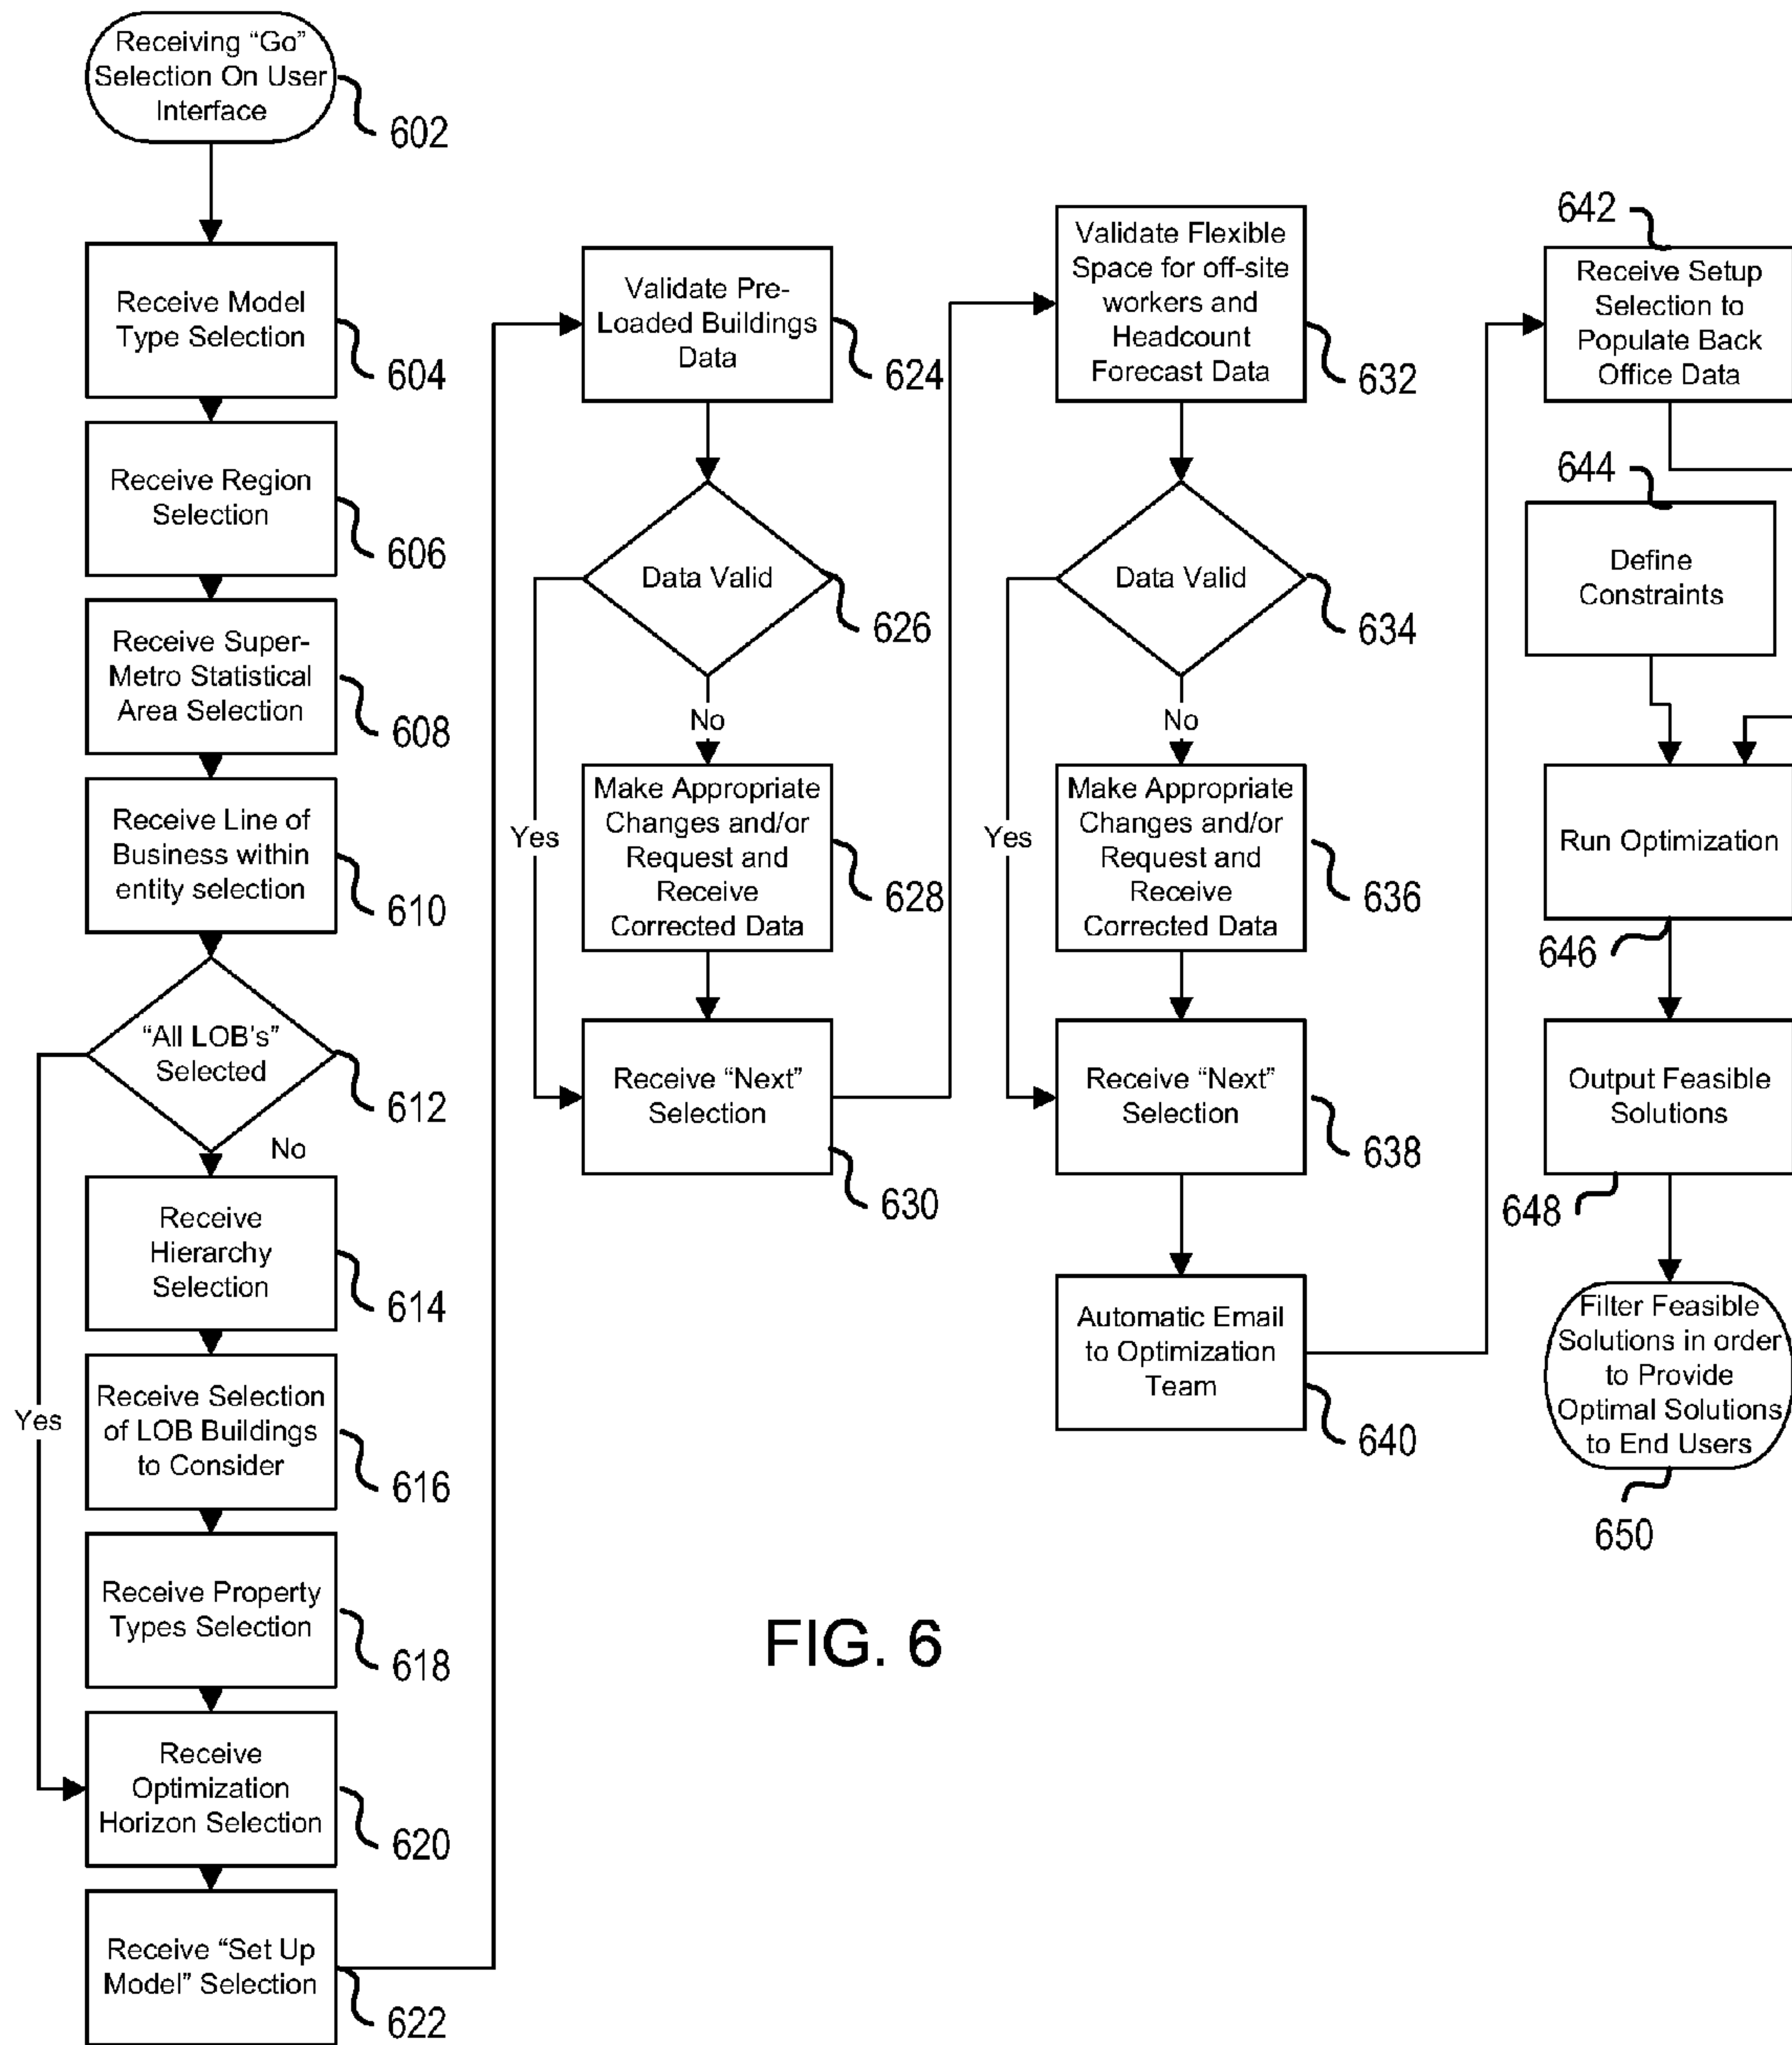 Receiving “Go”
Selection On User
Interface
602
Receive Model
Type Selection
604
Receive Region
Selection
606
Receive Super-
Metro Statistical
Area Selection
608
Receive Line of
Business within
entity selection
610
“All LOB's”
Selected
612
No
Yes
Receive
Hierarchy
Selection
614
Receive Selection
of LOB Buildings
to Consider
616
Receive Property
Types Selection
618
Receive
Optimization
Horizon Selection
620
Receive “Set Up
Model” Selection
622
Validate Pre-
Loaded Buildings
Data
624
Data Valid
626
No
Yes
Make Appropriate
Changes and/or
Request and
Receive
Corrected Data
628
Receive “Next”
Selection
630
Validate Flexible
Space for off-site
workers and
Headcount
Forecast Data
632
Data Valid
634
No
Yes
Make Appropriate
Changes and/or
Request and
Receive
Corrected Data
636
Receive “Next”
Selection
638
Automatic Email
to Optimization
Team
640
642
Receive Setup
Selection to
Populate Back
Office Data
644
Define
Constraints
Run Optimization
646
Output Feasible
Solutions
648
Filter Feasible
Solutions in order
to Provide
Optimal Solutions
to End Users
650
FIG. 6